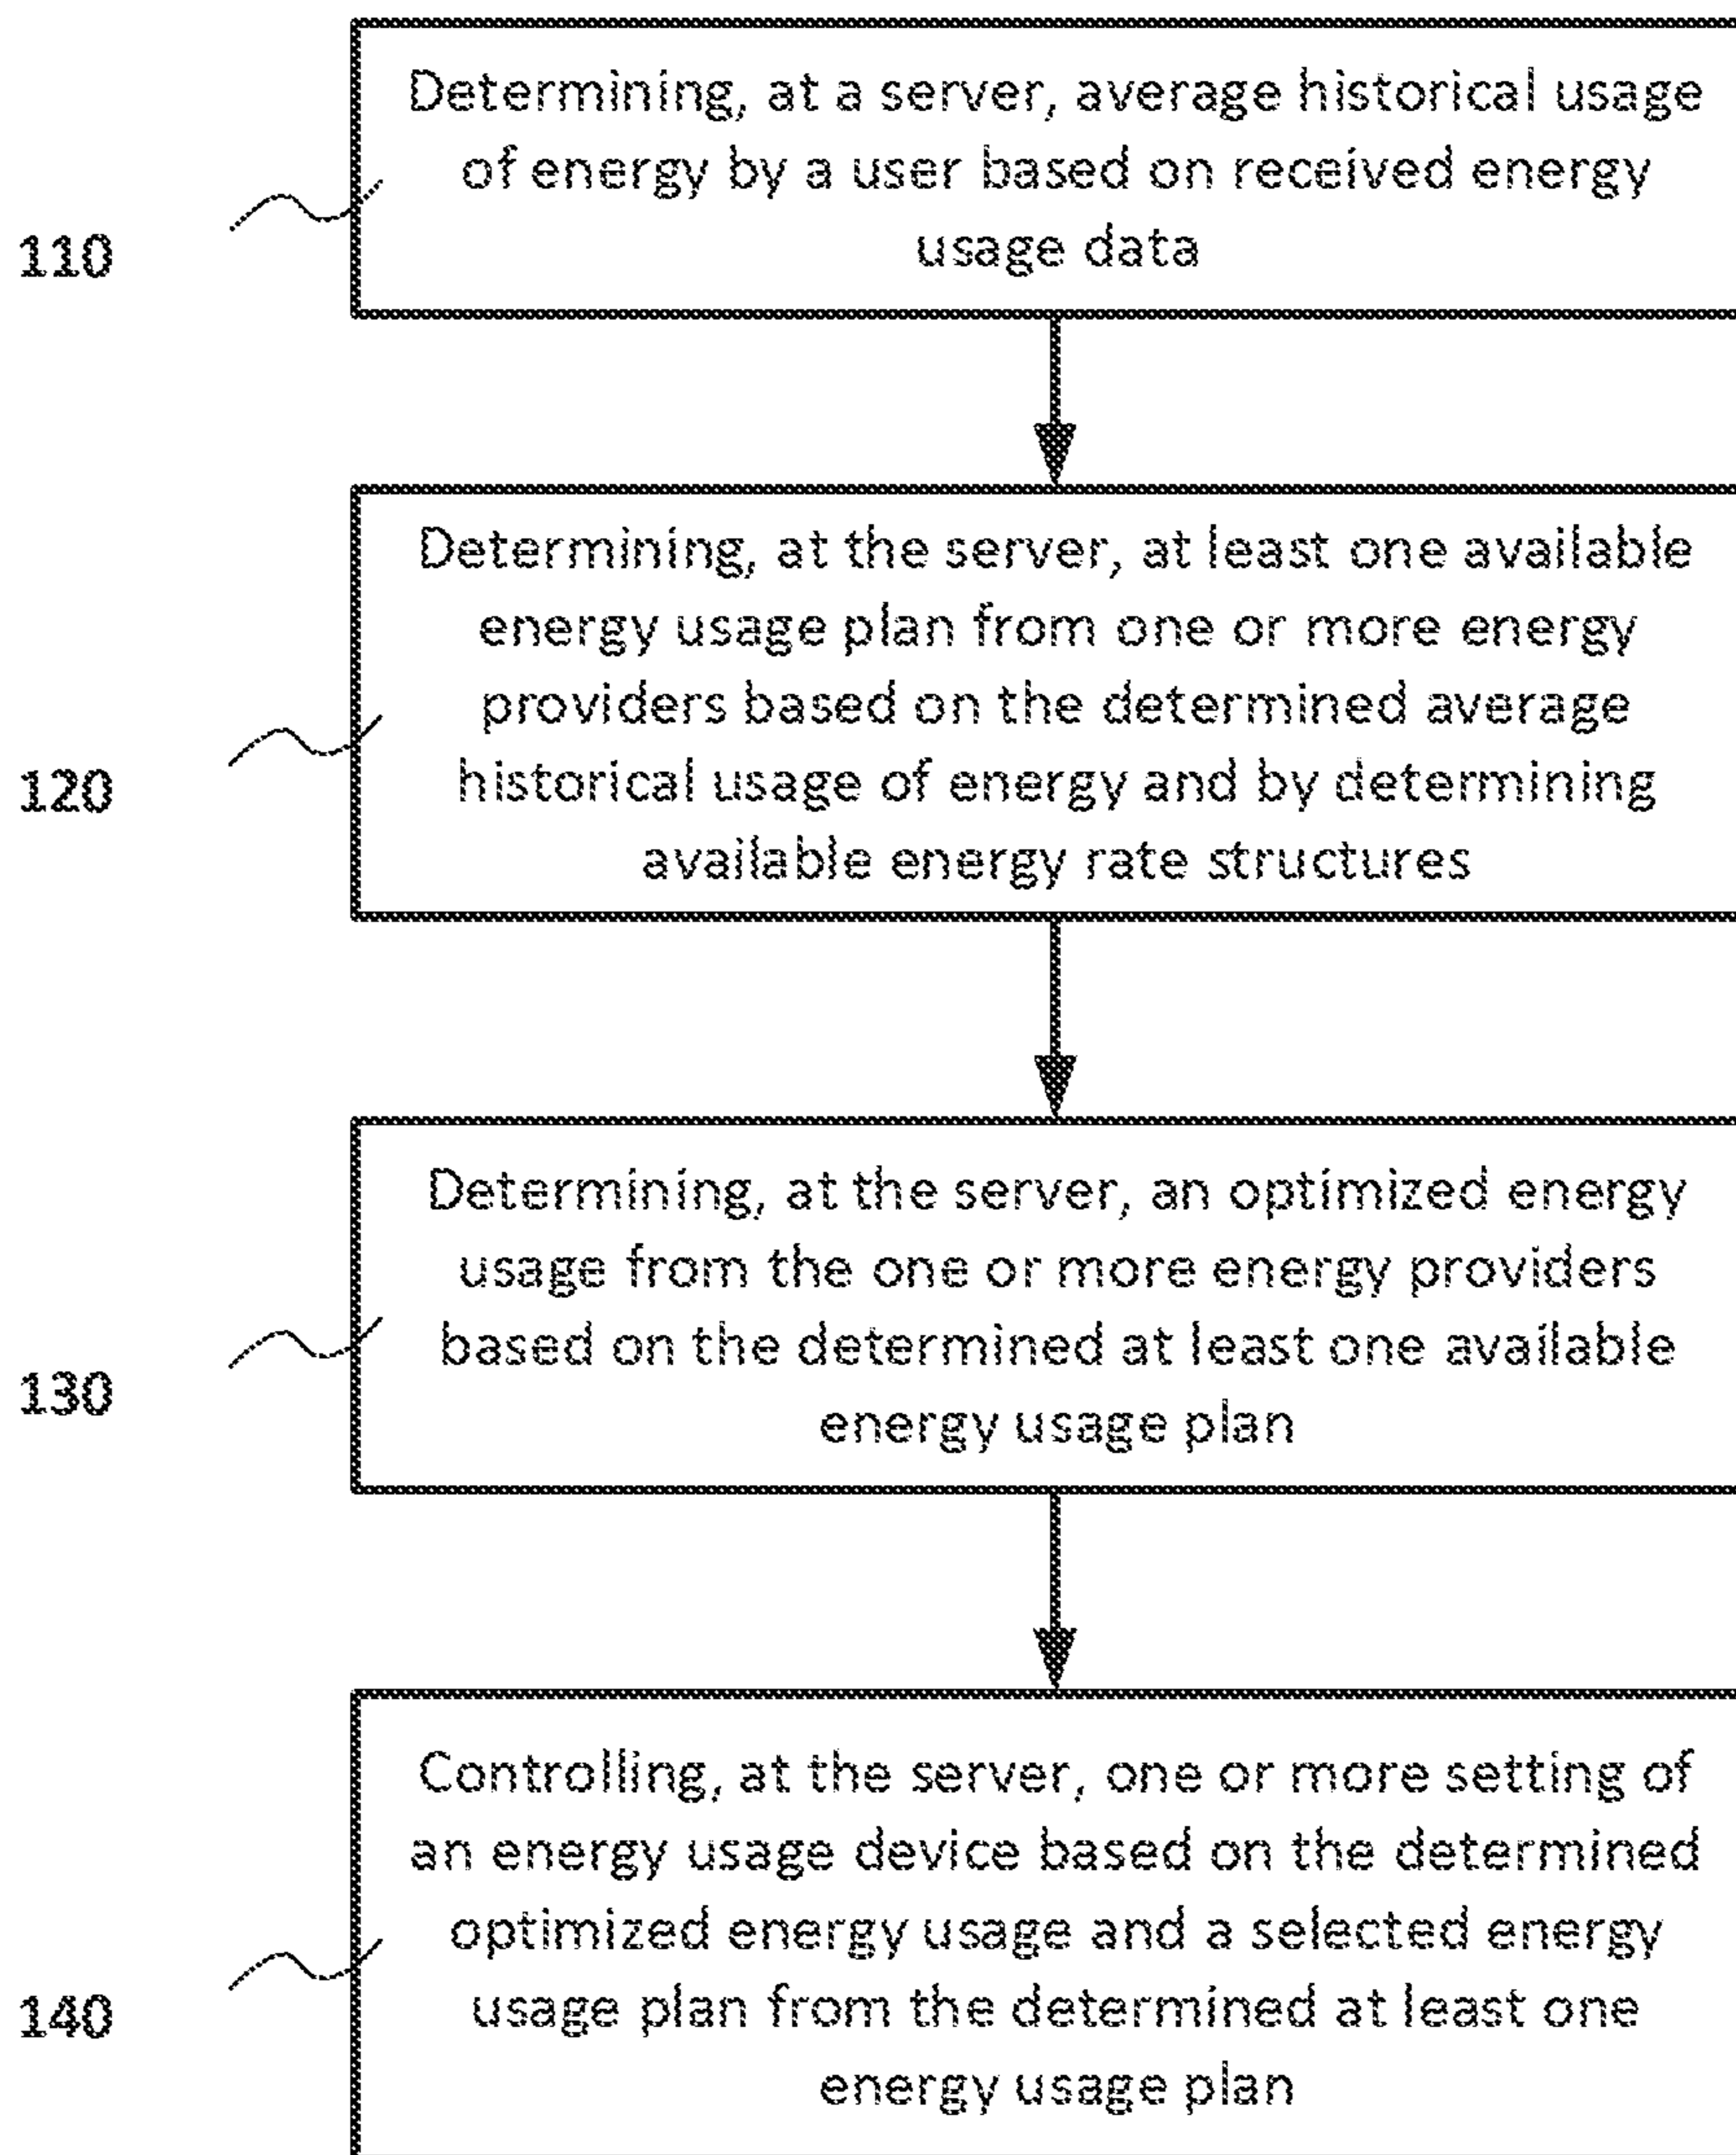 Determining, at a server, average historical usage
of energy by a user based on received energy
usage data
110
Determining, at the server, at least one available
energy usage plan from one or more energy
providers based on the determined average
historical usage of energy and by determining
available energy rate structures
120
Determining, at the server, an optimized energy
usage from the one or more energy providers
based on the determined at least one available
energy usage plan
130
Controlling, at the server, one or more setting of
an energy usage device based on the determined
optimized energy usage and a selected energy
usage plan from the determined at least one
energy usage plan
140